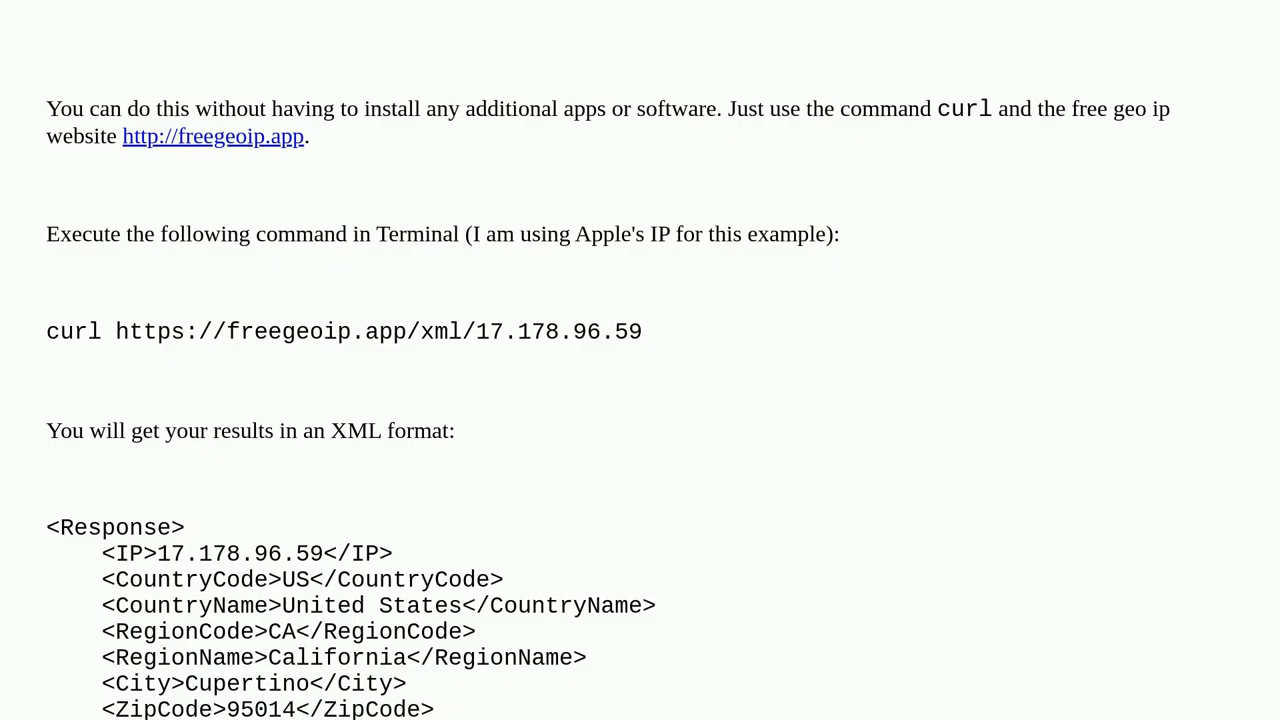 You can do this without having to install any additional apps or software. Just use the command curl and the free geo ip
website http://freegeoip.app.
Execute the following command in Terminal (I am using Apple's IP for this example):
curl https://freegeoip.app/xml/17.178.96.59
You will get your results in an XML format:
<Response>
    <IP>17.178.96.59</IP>
    <CountryCode>US</CountryCode>
    <CountryName>United States</CountryName>
    <RegionCode>CA</RegionCode>
    <RegionName>California</RegionName>
    <City>Cupertino</City>
    <ZipCode>95014</ZipCode>